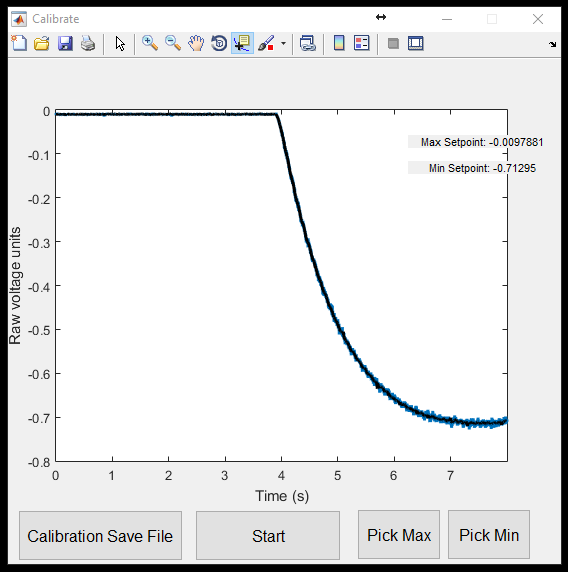 Calibrate
Max Setpoint: -0.0097881
Min Setpoint: -0.71295
0
-0.1
-0.2
-0.3
-0.4
-0.5
-0.6
-0.7
-0.8
Raw voltage units
0 1 2 3 4 5 6 7
Time (s)
Calibration Save File Start Pick Max Pick Min